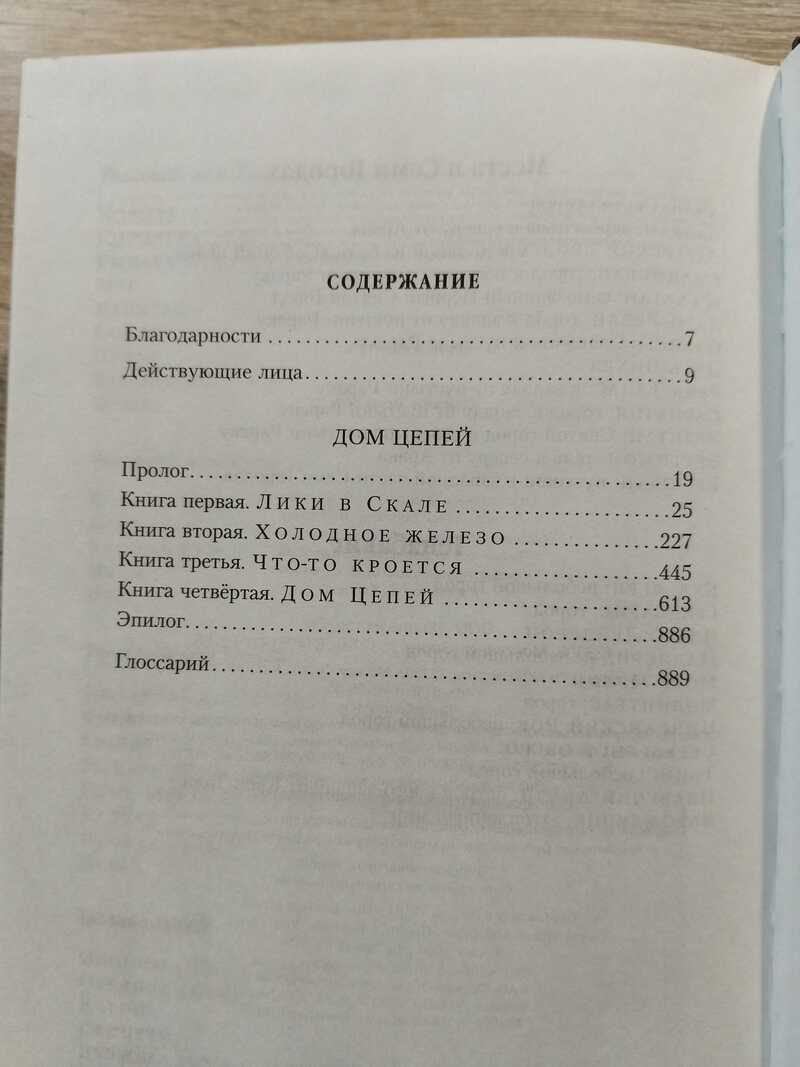 СОДЕРЖАНИЕ
Благодарности . . . . . . . . . . . . . . . . . . . . 7
Действующие лица . . . . . . . . . . . . . . . . . . . . 9
ДОМ ЦЕПЕЙ
Пролог . . . . . . . . . . . . . . . . . . . . 19
Книга первая. Лики в Скале . . . . . . . . . . . . . . . . . . . . 25
Книга вторая. Холодное железо . . . . . . . . . . . . . . . . . . . . 227
Книга третья. Что-то кроется . . . . . . . . . . . . . . . . . . . . 445
Книга четвёртая. Дом Цепей . . . . . . . . . . . . . . . . . . . . 613
Эпилог . . . . . . . . . . . . . . . . . . . . 886
Глоссарий . . . . . . . . . . . . . . . . . . . . 889